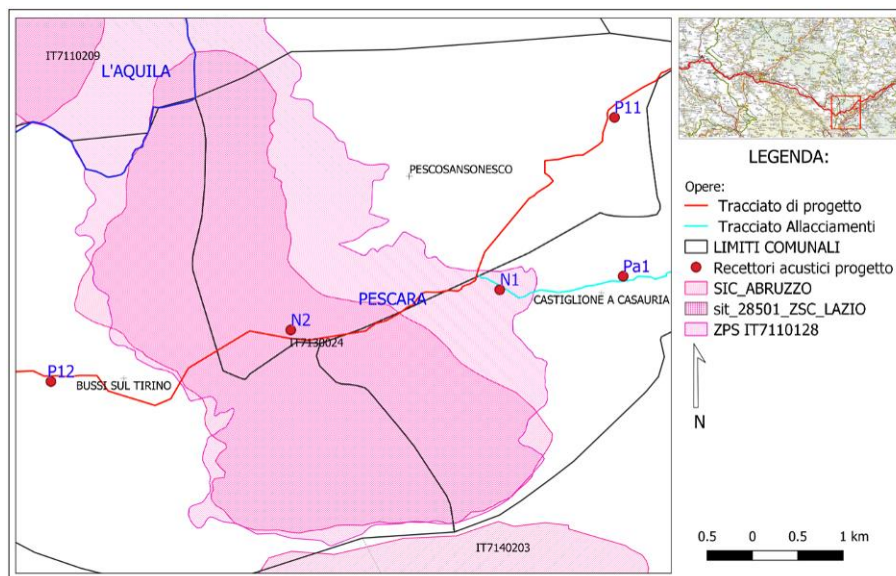 IT7110209
L'AQUILA
P11
PESCOSANSONESCO
N1
Pa1
PESCARA
CASTIGLIONE A CASAURIA
N2
IT7130024
P12
BUSSI SUL TIRINO
IT7140203
LEGENDA:
Opere:
Tracciato di progetto
Tracciato Allacciamenti
LIMITI COMUNALI
Recettori acustici progetto
SIC_ABRUZZO
sit_28501_ZSC_LAZIO
ZPS IT7110128
N
0.5 0 0.5 1 km